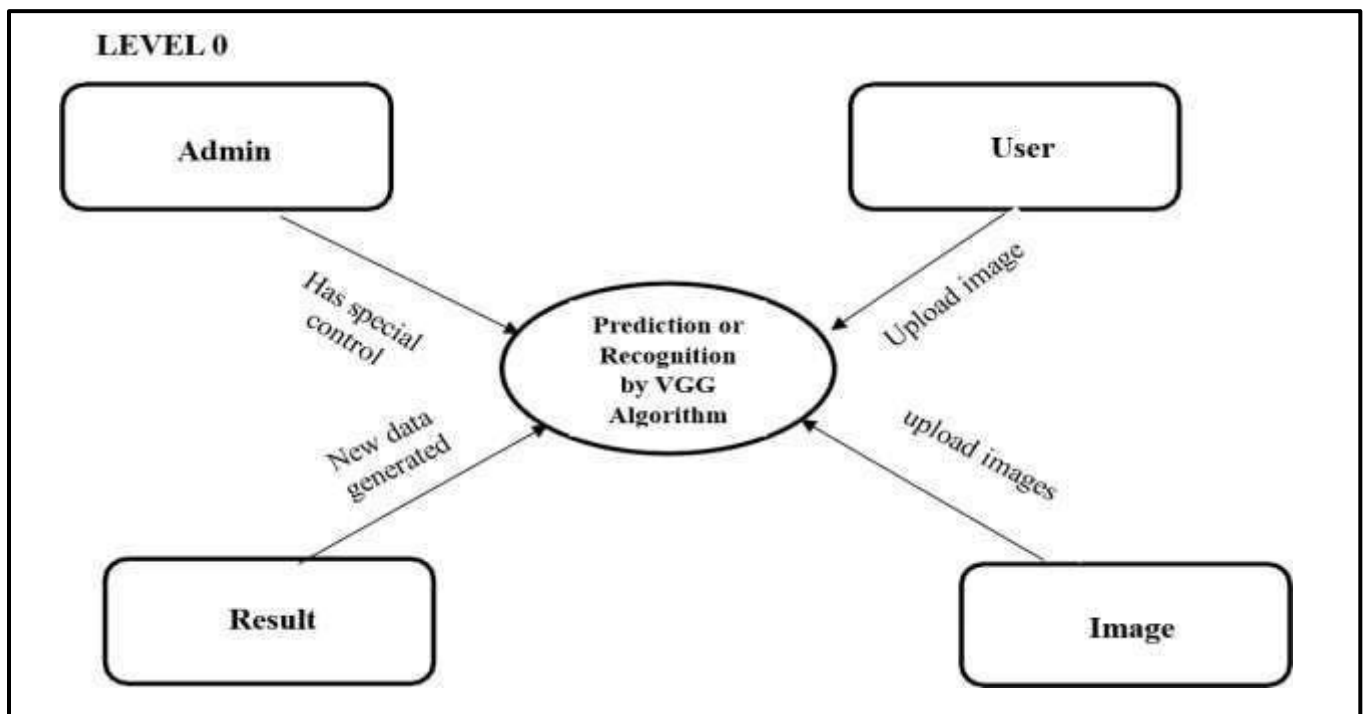 LEVEL 0
Admin
User
Has special
control
Upload image
Prediction or
Recognition
by VGG
Algorithm
New data
generated
upload images
Result
Image